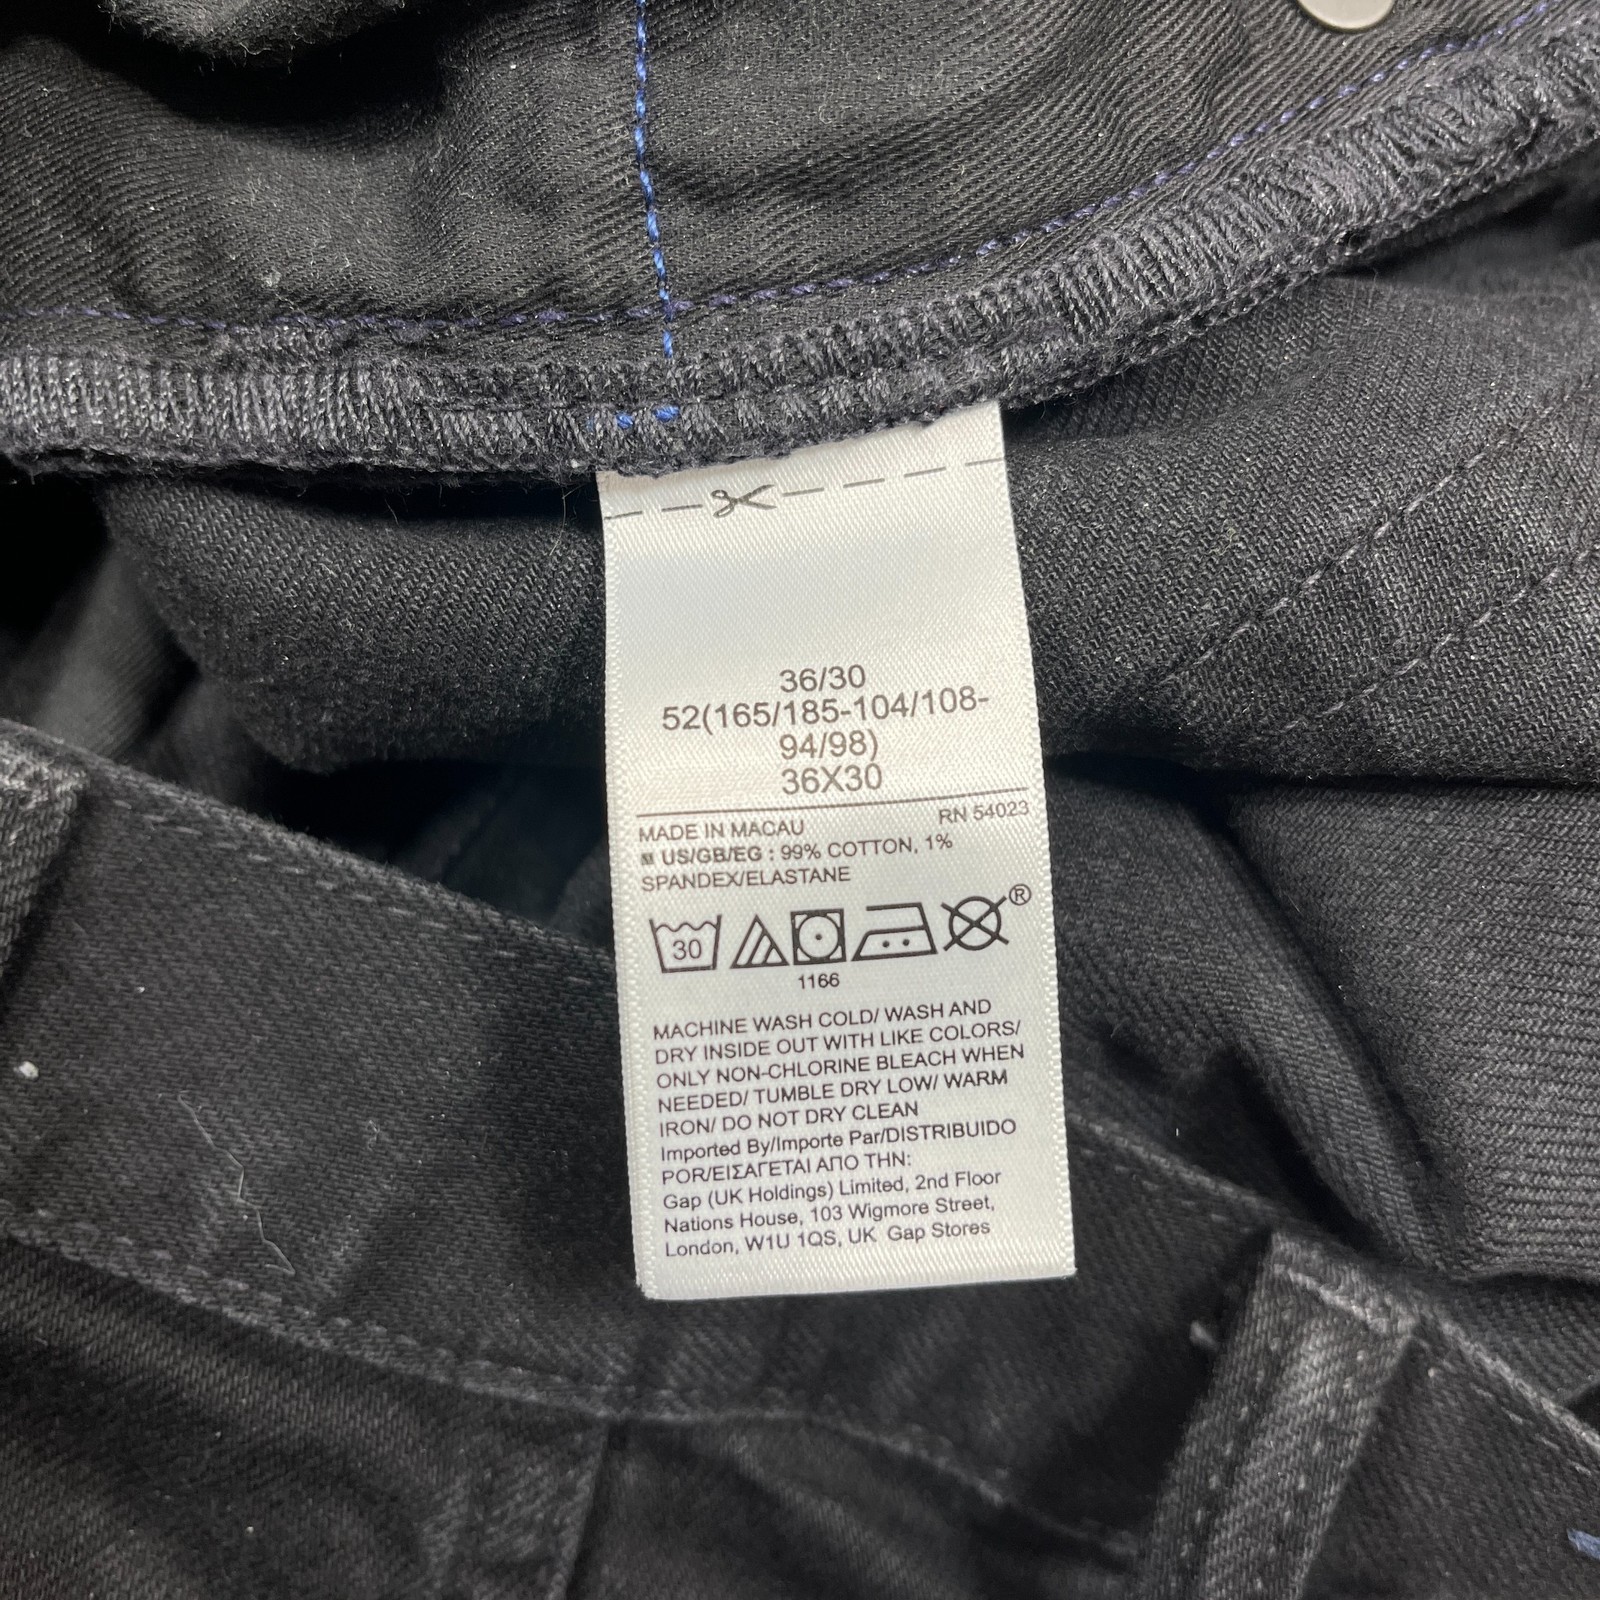 36/30
52(165/185-104/108-
94/98)
36X30
RN 54023
MADE IN MACAU
US/GB/EG : 99% COTTON, 1%
SPANDEX/ELASTANE
30
®
1166
MACHINE WASH COLD/ WASH AND
DRY INSIDE OUT WITH LIKE COLORS/
ONLY NON-CHLORINE BLEACH WHEN
NEEDED/ TUMBLE DRY LOW/ WARM
IRON/ DO NOT DRY CLEAN
Imported By/Importe Par/DISTRIBUIDO
POR/ΕΙΣΑΓΕΤΑΙ ΑΠΟ ΤΗΝ:
Gap (UK Holdings) Limited, 2nd Floor
Nations House, 103 Wigmore Street,
London, W1U 1QS, UK Gap Stores